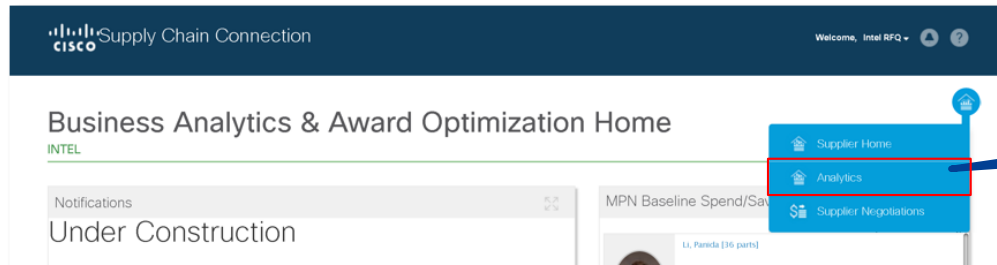 CISCO Supply Chain Connection
Welcome, Intel RFQ
?
Business Analytics & Award Optimization Home
INTEL
Supplier Home
Analytics
$ Supplier Negotiations
Notifications
MPN Baseline Spend/Sav
Under Construction
Li, Panida [36 parts]